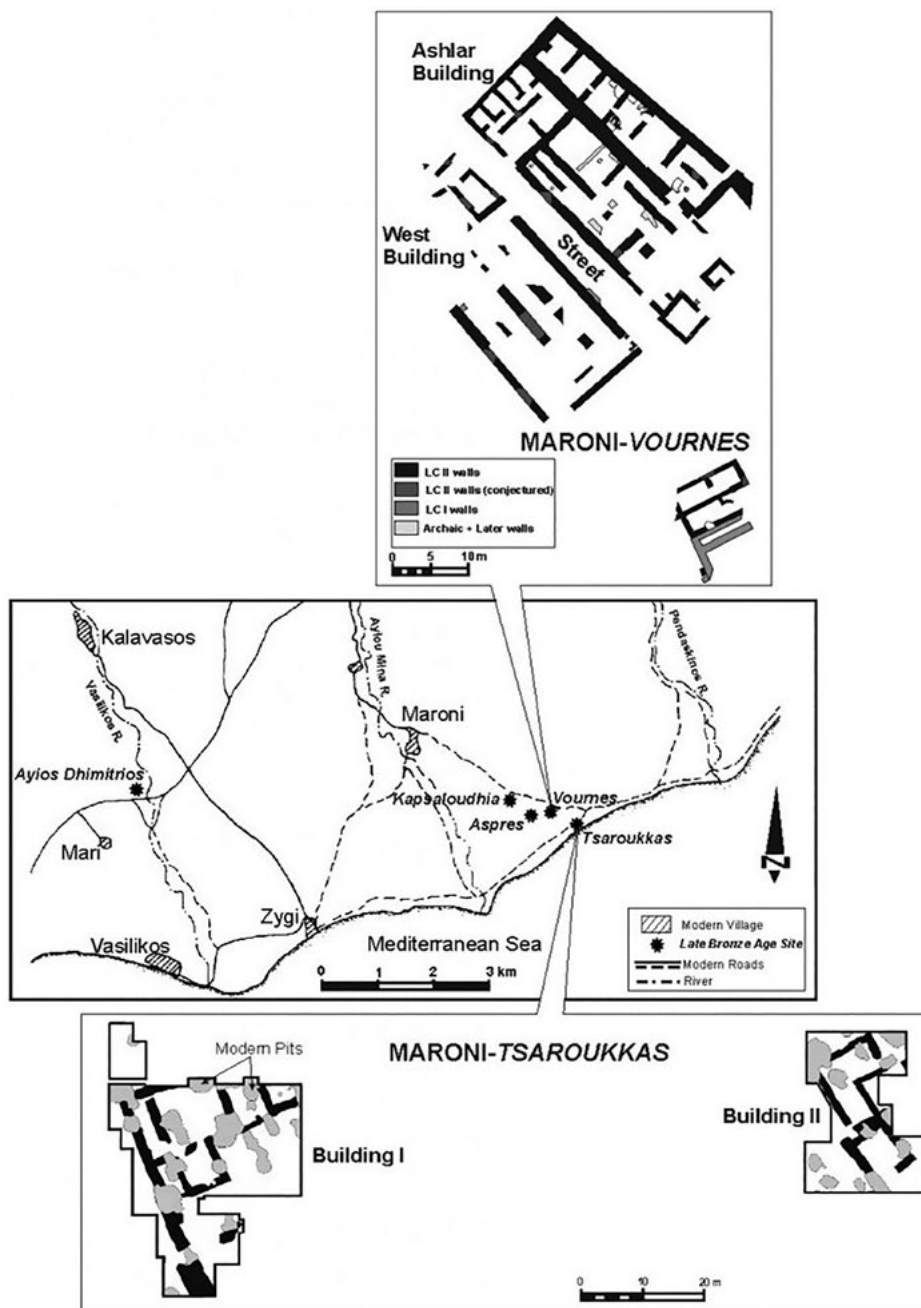 Ashlar
Building
West
Building
Street
MARONI-VOURNES
LC II walls
LC II walls (conjectured)
LC I walls
Archaic + Later walls
0 5 10 m
Kalavasos
Vasilikos R.
Ayiou Mina R.
Pendaskinos R.
Maroni
Ayios Dhimitrios
Kapsaloudhia
Vournes
Aspres
Tsaroukkas
Mari
Zygi
Vasilikos
Mediterranean Sea
0 1 2 3 km
N
Modern Village
Late Bronze Age Site
Modern Roads
River
Modern Pits
MARONI-TSAROUKKAS
Building I
Building II
0 10 20 m